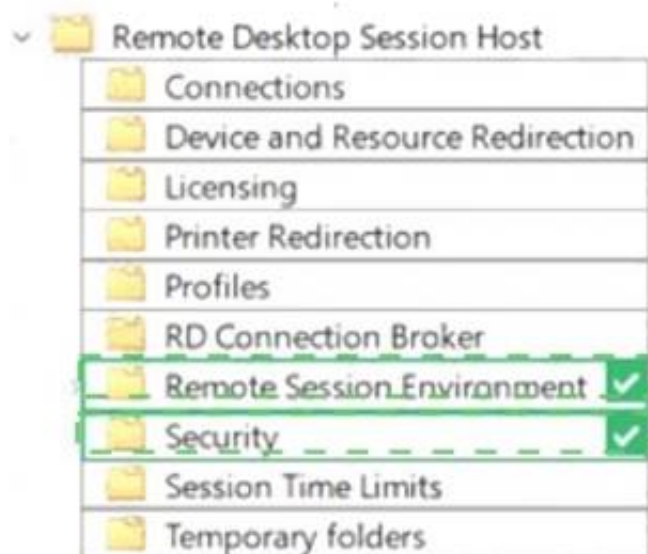 Remote Desktop Session Host
Connections
Device and Resource Redirection
Licensing
Printer Redirection
Profiles
RD Connection Broker
Remote Session Environment
Security
Session Time Limits
Temporary folders